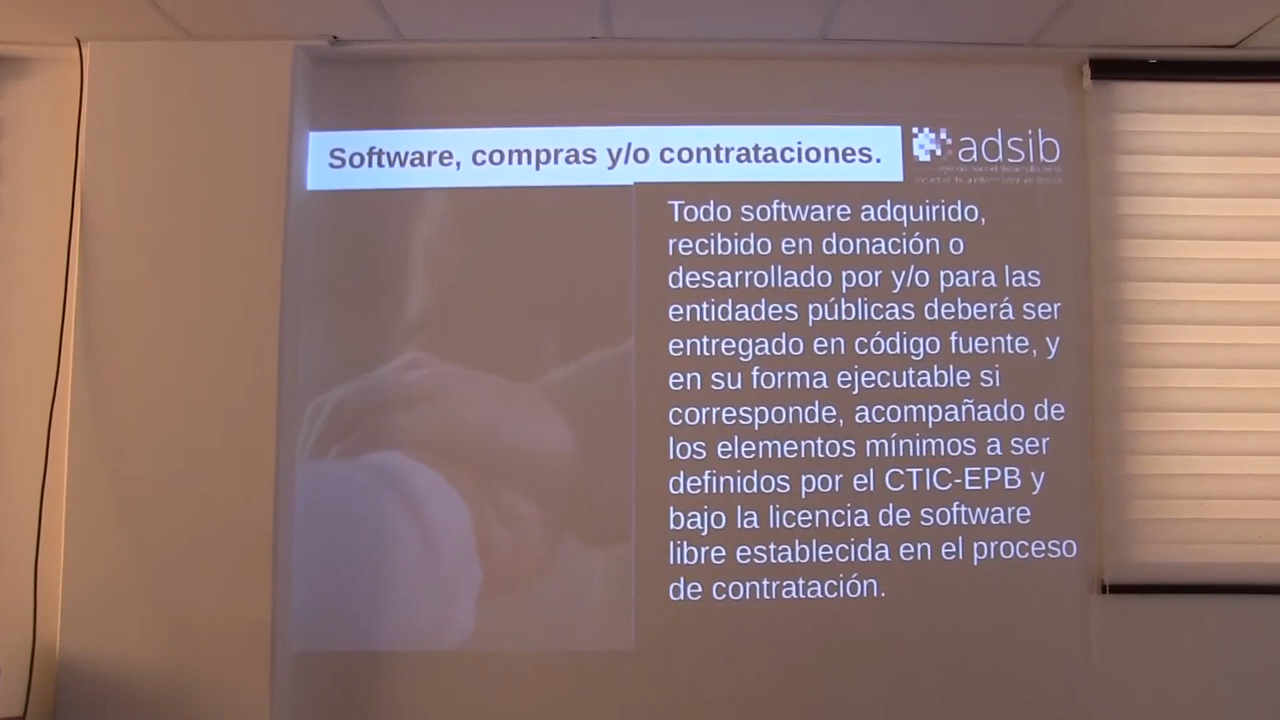 Software, compras y/o contrataciones.
adsib
Todo software adquirido,
recibido en donación o
desarrollado por y/o para las
entidades públicas deberá ser
entregado en código fuente, y
en su forma ejecutable si
corresponde, acompañado de
los elementos mínimos a ser
definidos por el CTIC-EPB y
bajo la licencia de software
libre establecida en el proceso
de contratación.